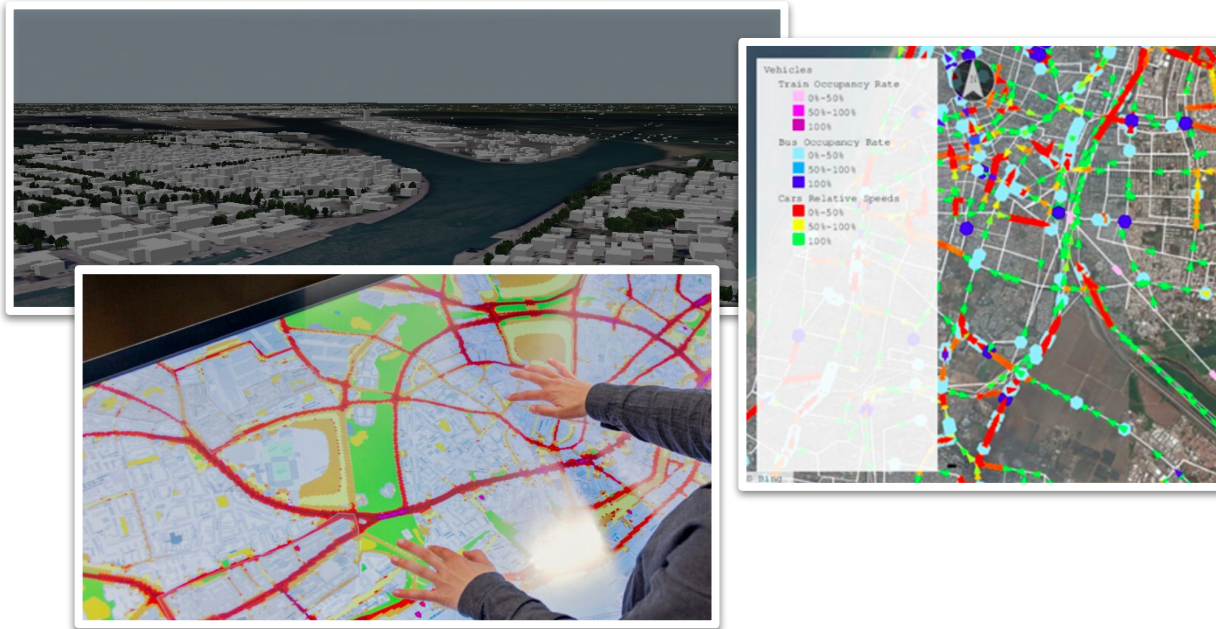 Vehicles
Train Occupancy Rate
0%-50%
50%-100%
100%
Bus Occupancy Rate
0%-50%
50%-100%
100%
Cars Relative Speeds
0%-50%
50%-100%
100%
© Bing